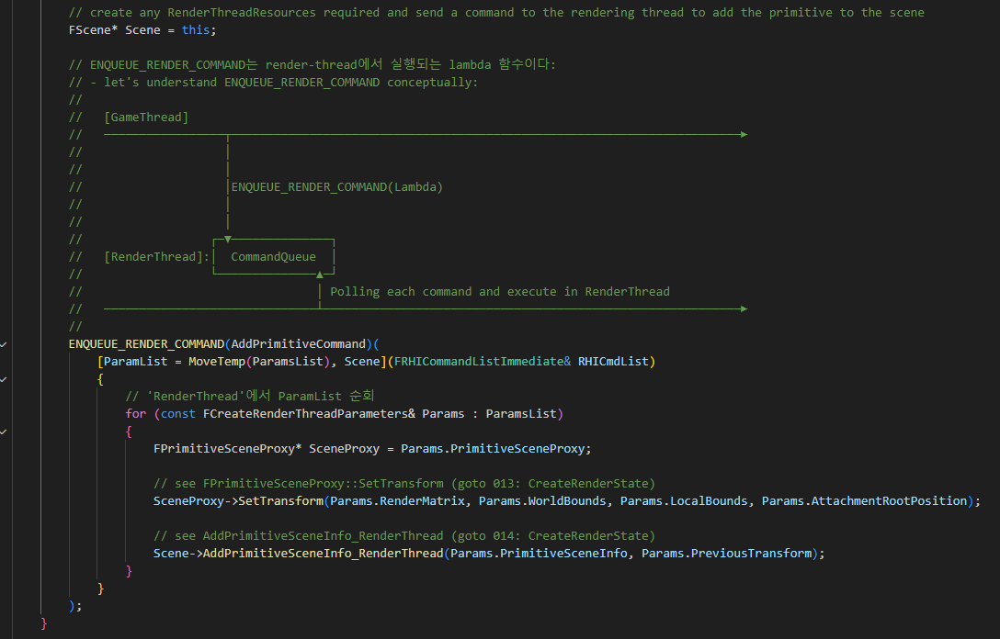 // create any RenderThreadResources required and send a command to the rendering thread to add the primitive to the scene
FScene* Scene = this;
// ENQUEUE_RENDER_COMMAND는 render-thread에서 실행되는 lambda 함수이다:
// - let's understand ENQUEUE_RENDER_COMMAND conceptually:
//
// [GameThread]
//
//
//
// ENQUEUE_RENDER_COMMAND(Lambda)
//
//
//
// [RenderThread]: CommandQueue
//
// Polling each command and execute in RenderThread
//
//
ENQUEUE_RENDER_COMMAND(AddPrimitiveCommand)(
[ParamList = MoveTemp(ParamsList), Scene](FRHICommandListImmediate& RHICmdList)
{
// 'RenderThread'에서 ParamList 순회
for (const FCreateRenderThreadParameters& Params : ParamsList)
{
FPrimitiveSceneProxy* SceneProxy = Params.PrimitiveSceneProxy;
// see FPrimitiveSceneProxy::SetTransform (goto 013: CreateRenderState)
SceneProxy->SetTransform(Params.RenderMatrix, Params.WorldBounds, Params.LocalBounds, Params.AttachmentRootPosition);
// see AddPrimitiveSceneInfo_RenderThread (goto 014: CreateRenderState)
Scene->AddPrimitiveSceneInfo_RenderThread(Params.PrimitiveSceneInfo, Params.PreviousTransform);
}
}
);
}